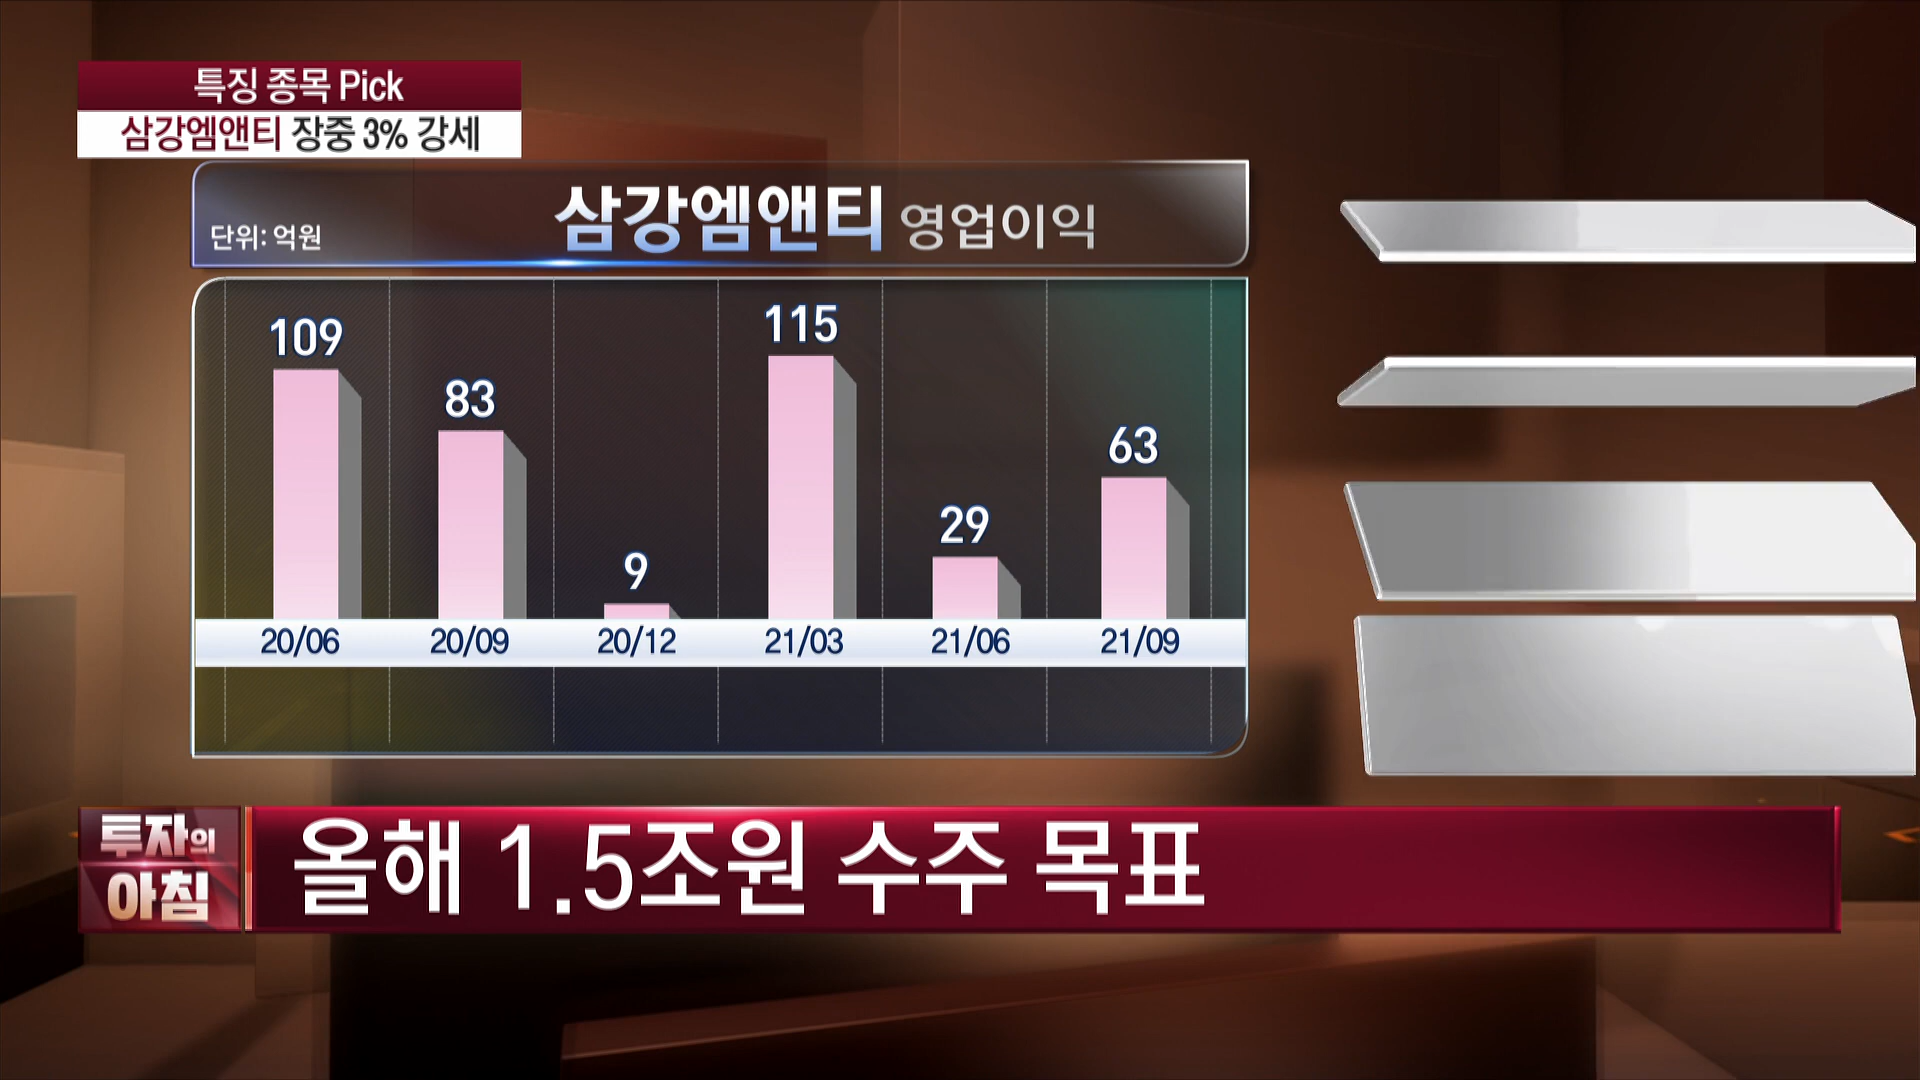 특징 종목 Pick
삼강엠앤티 장중 3% 강세
단위: 억원
삼강엠앤티 영업이익
109
83
9
115
29
63
20/06
20/09
20/12
21/03
21/06
21/09
투자의
아침
올해 1.5조원 수주 목표